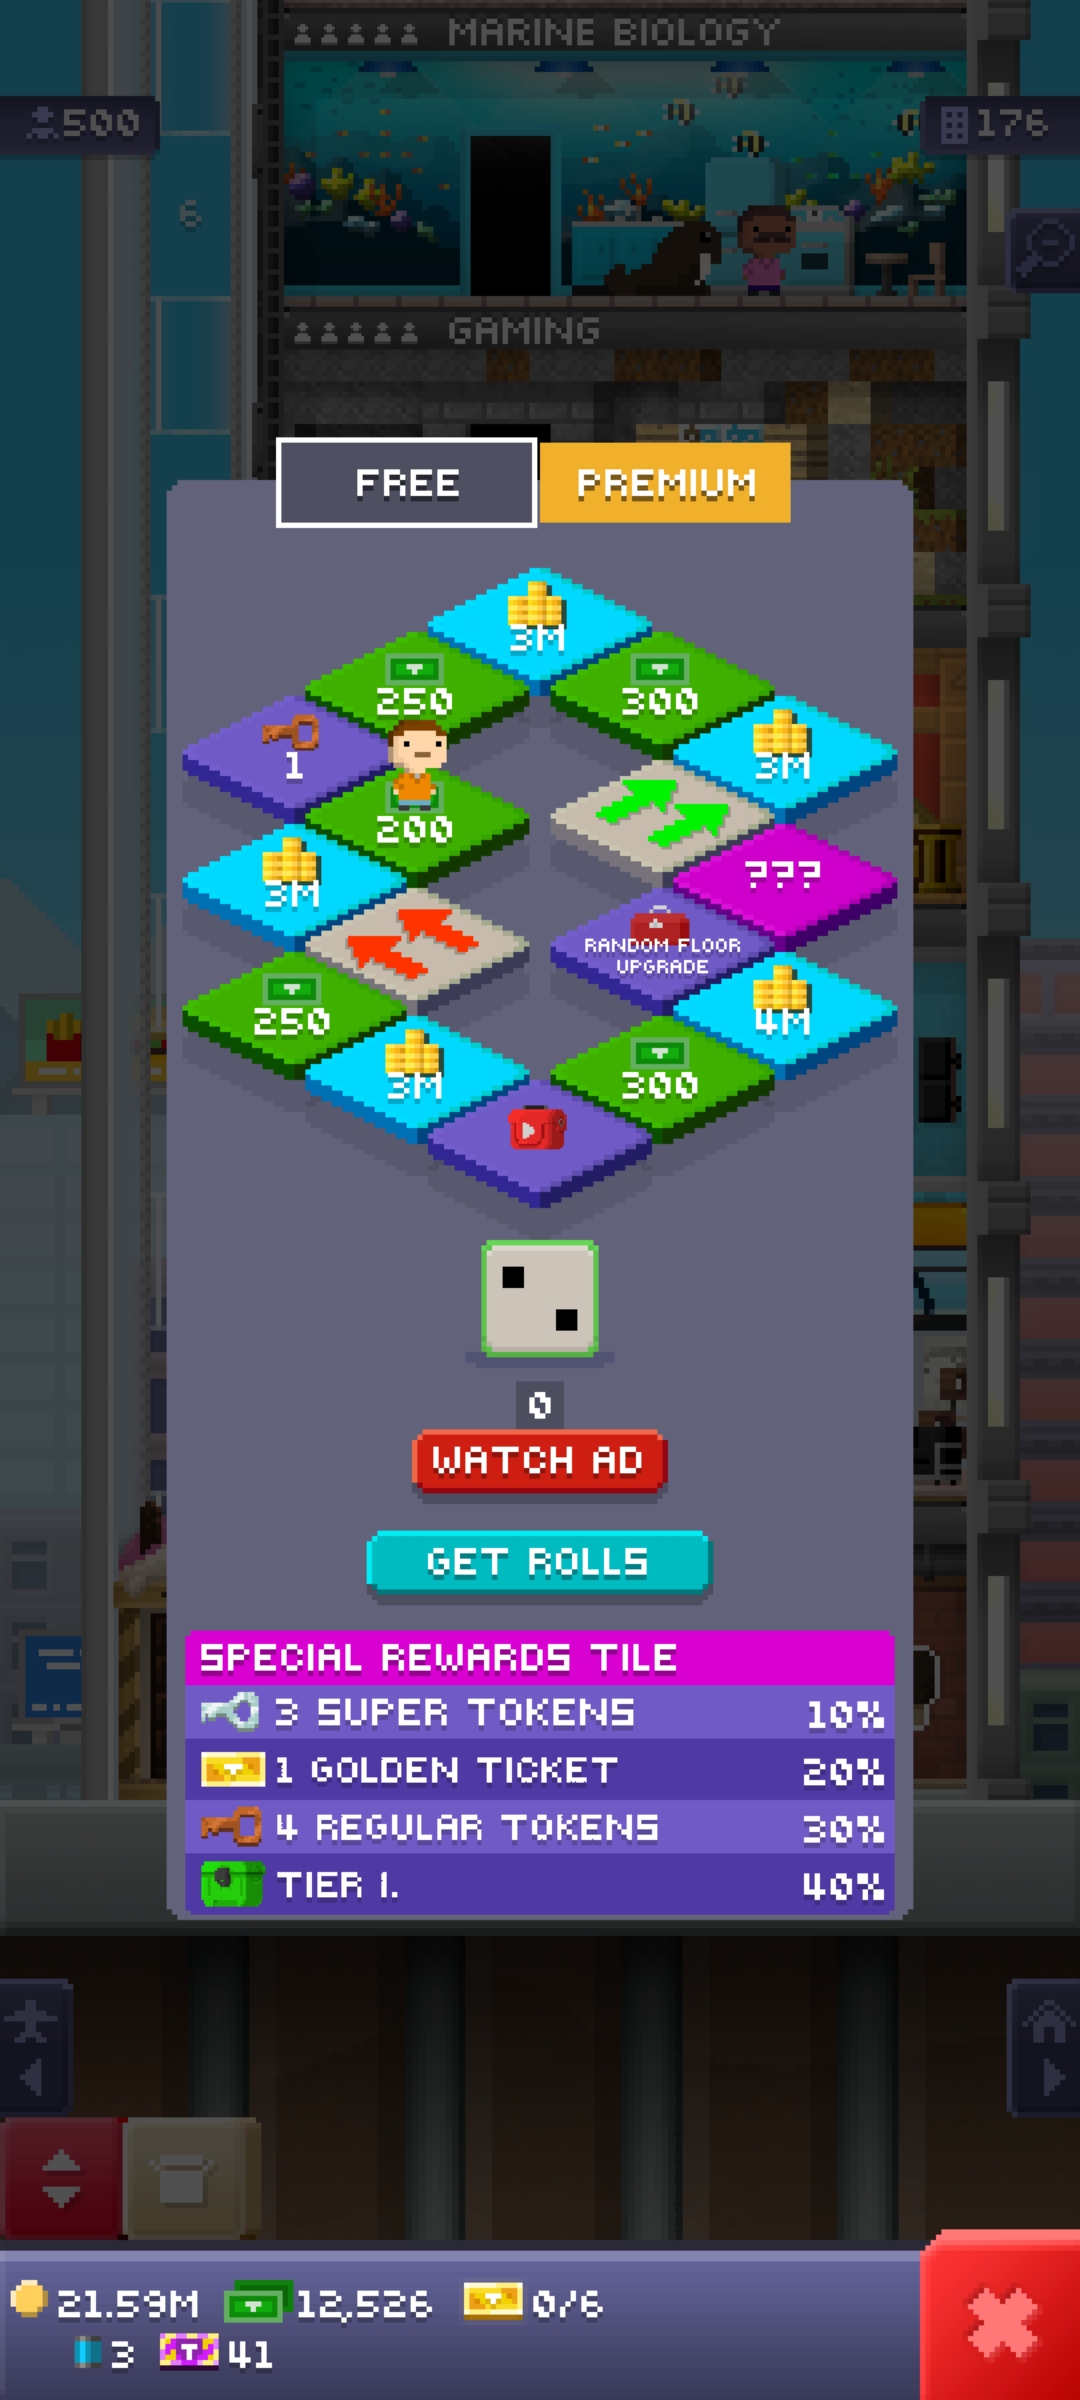 MARINE BIOLOGY
500
176
6
GAMING
FREE
PREMIUM
3M
250
300
1
3M
200
3M
???
RANDOM FLOOR
UPGRADE
250
4M
3M
300
0
WATCH AD
GET ROLLS
SPECIAL REWARDS TILE
3 SUPER TOKENS 10%
1 GOLDEN TICKET 20%
4 REGULAR TOKENS 30%
TIER 1. 40%
21.59M 12,526 0/6
3 T 41